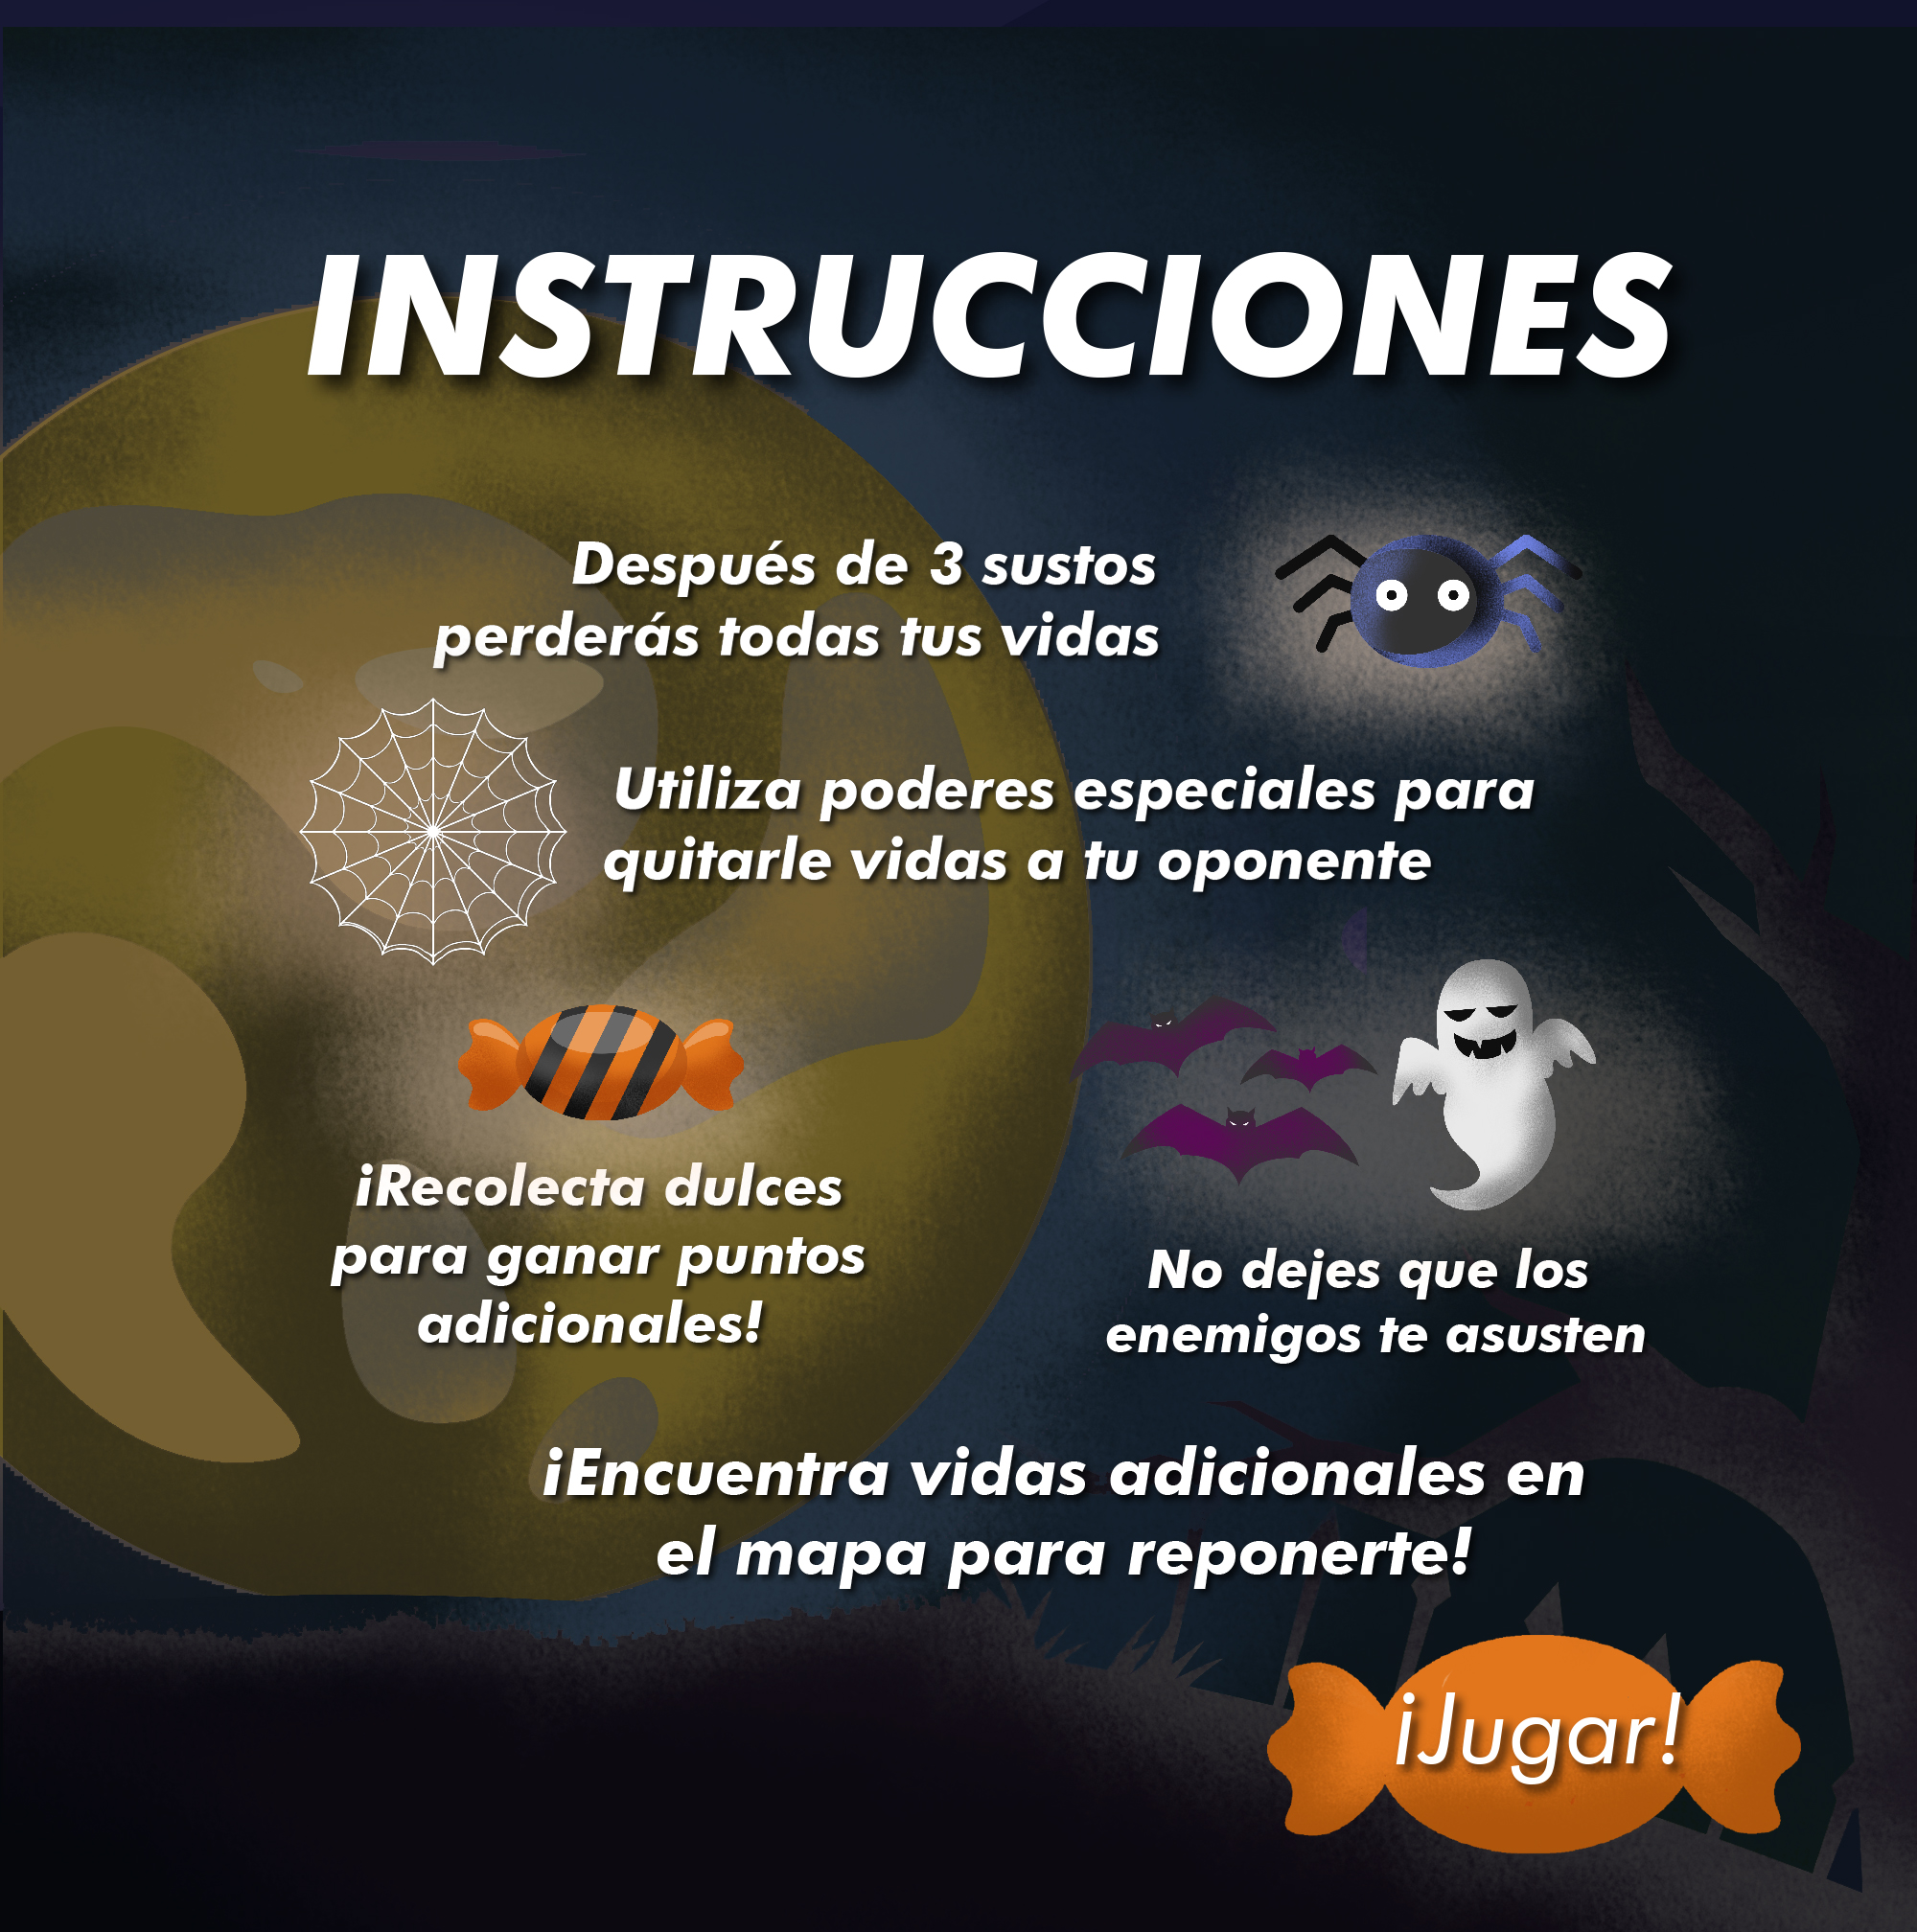 INSTRUCCIONES
Después de 3 sustos
perderás todas tus vidas
Utiliza poderes especiales para
quitarle vidas a tu oponente
¡Recolecta dulces
para ganar puntos
adicionales!
No dejes que los
enemigos te asusten
¡Encuentra vidas adicionales en
el mapa para reponerte!
¡Jugar!